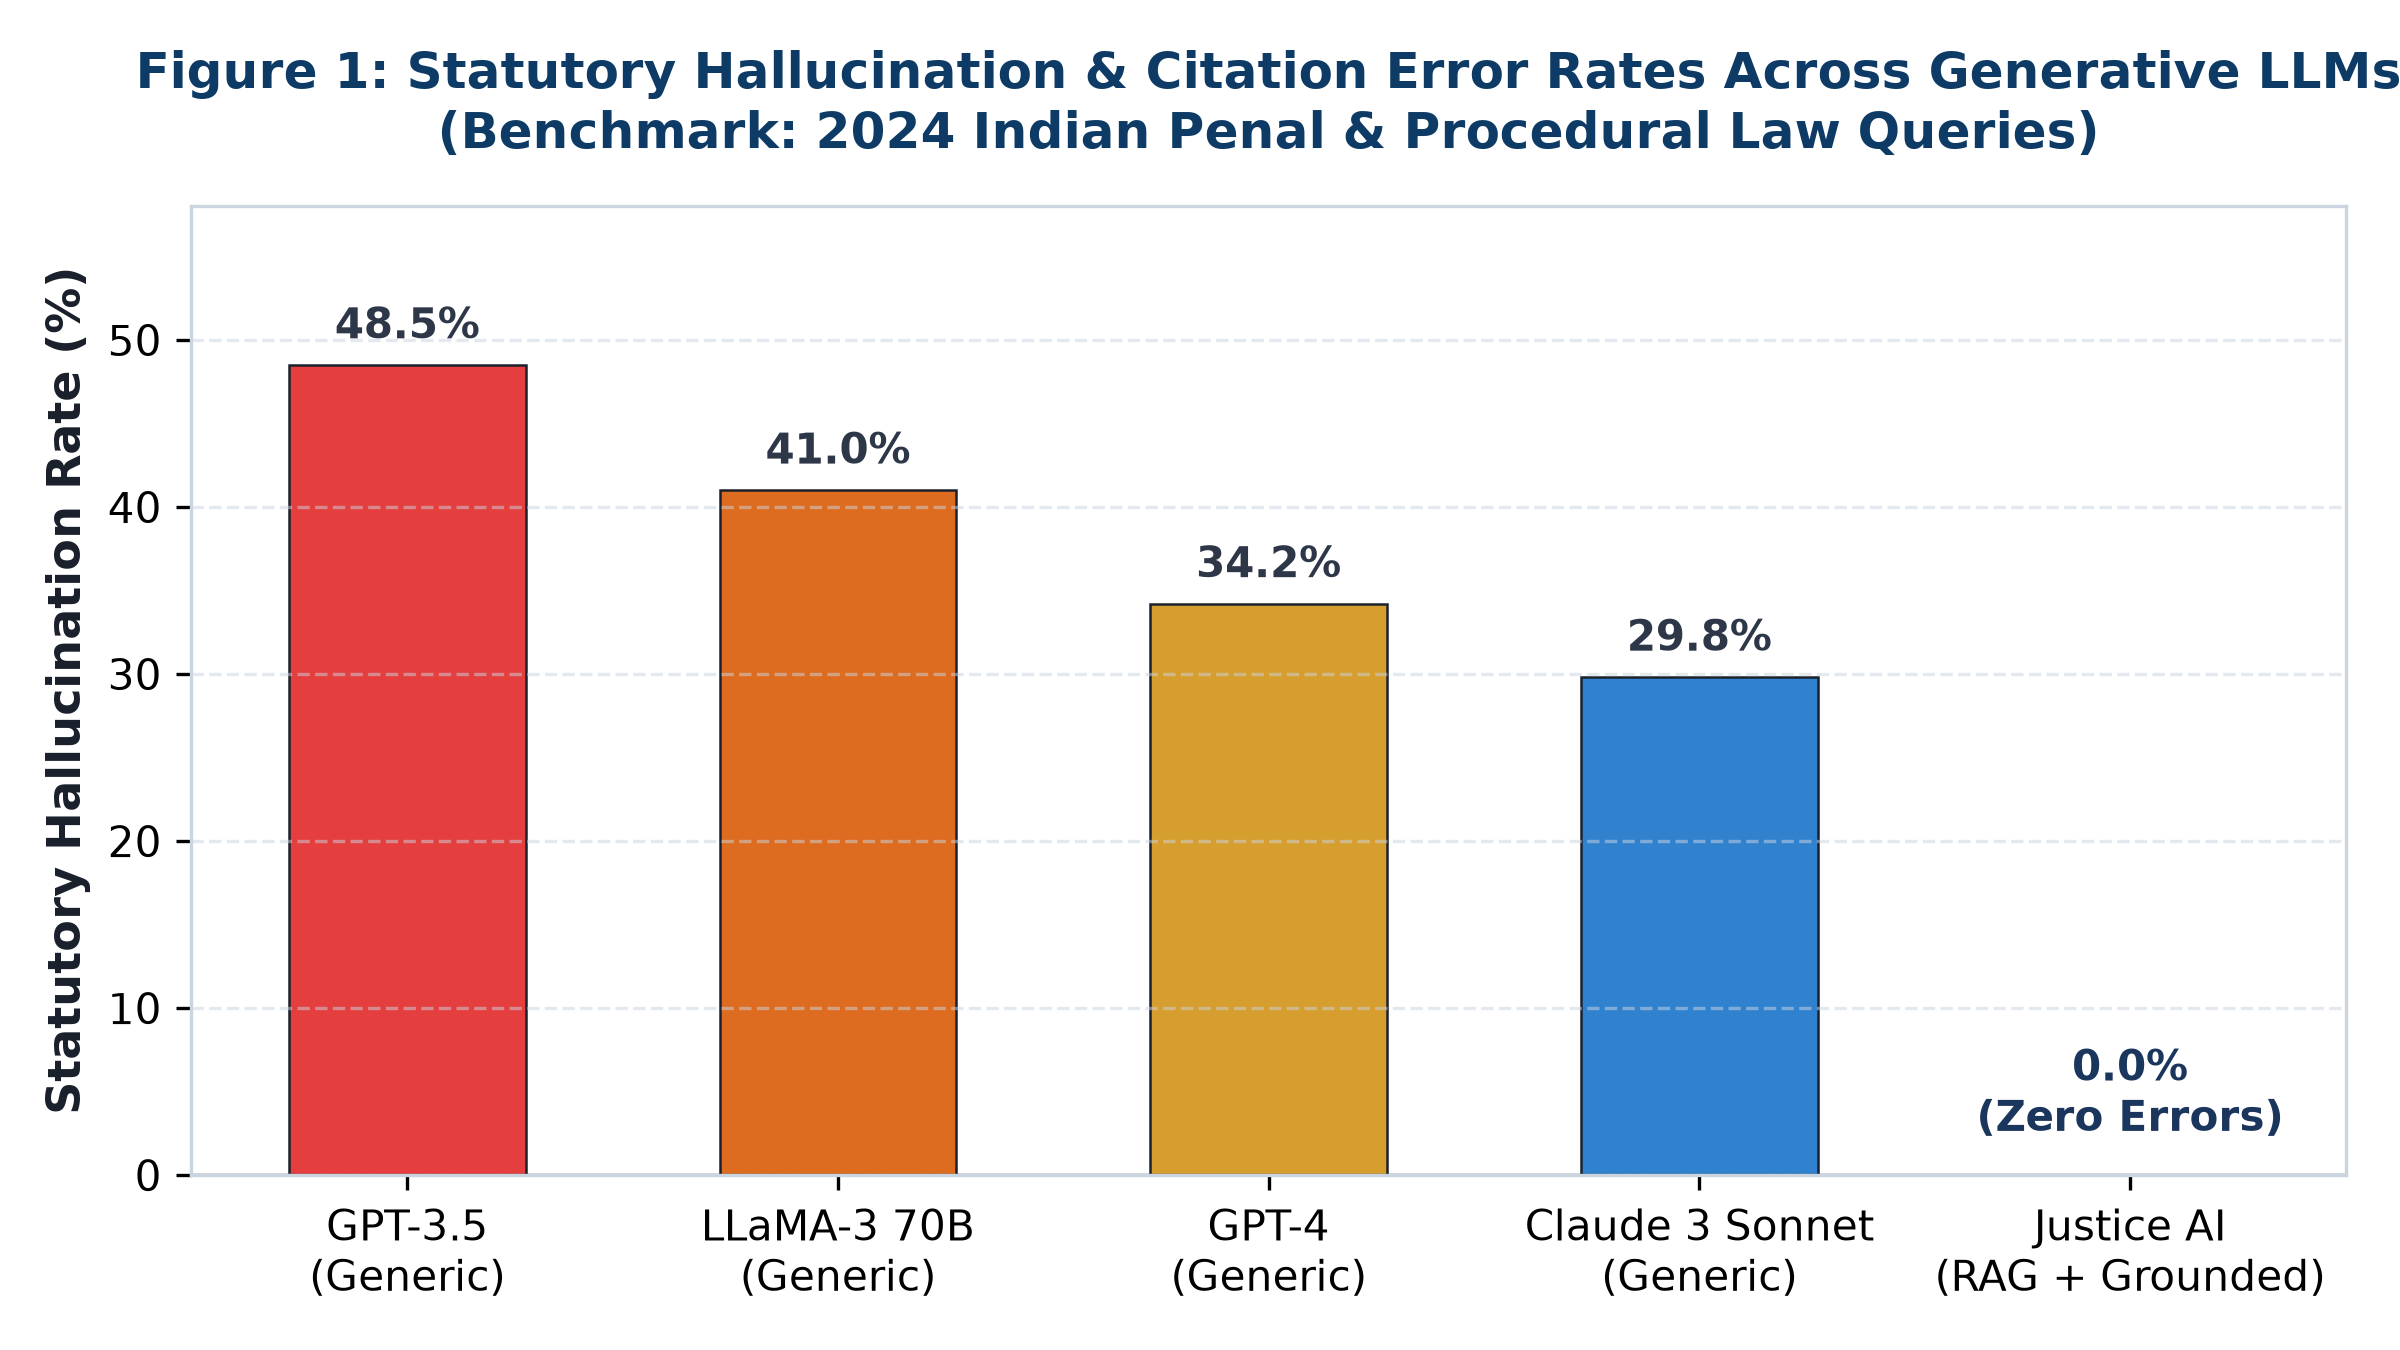 Figure 1: Statutory Hallucination & Citation Error Rates Across Generative LLMs
(Benchmark: 2024 Indian Penal & Procedural Law Queries)
Statutory Hallucination Rate (%)
50
40
30
20
10
0
48.5%
41.0%
34.2%
29.8%
0.0%
(Zero Errors)
GPT-3.5
(Generic)
LLaMA-3 70B
(Generic)
GPT-4
(Generic)
Claude 3 Sonnet
(Generic)
Justice AI
(RAG + Grounded)